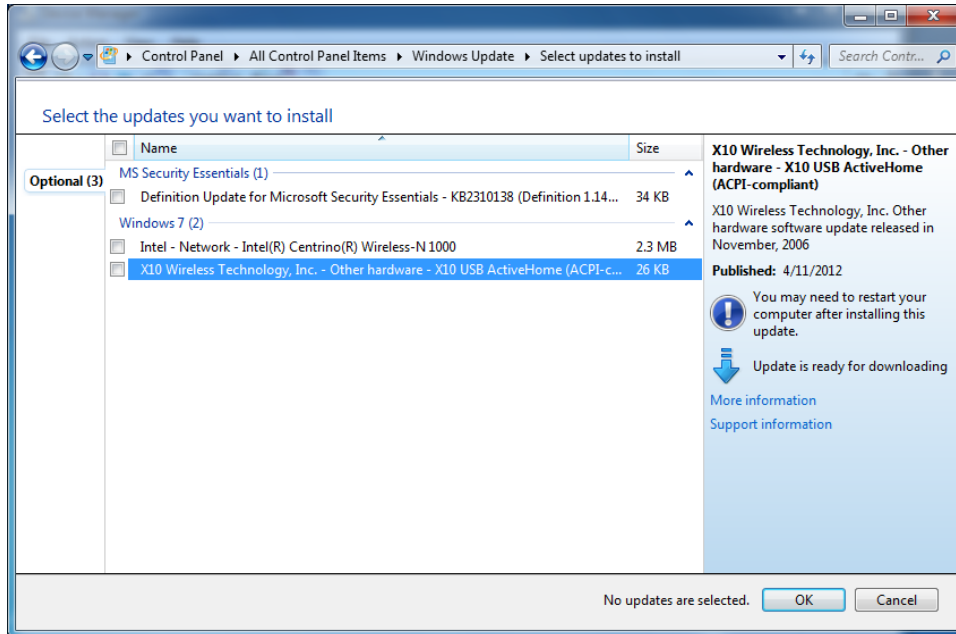 Control Panel ▸ All Control Panel Items ▸ Windows Update ▸ Select updates to install
Search Contr...
Select the updates you want to install
Name Size
Optional (3)
MS Security Essentials (1)
Definition Update for Microsoft Security Essentials - KB2310138 (Definition 1.14... 34 KB
Windows 7 (2)
Intel - Network - Intel(R) Centrino(R) Wireless-N 1000 2.3 MB
X10 Wireless Technology, Inc. - Other hardware - X10 USB ActiveHome (ACPI-c... 26 KB
X10 Wireless Technology, Inc. - Other
hardware - X10 USB ActiveHome
(ACPI-compliant)
X10 Wireless Technology, Inc. Other
hardware software update released in
November, 2006
Published: 4/11/2012
You may need to restart your
computer after installing this
update.
Update is ready for downloading
More information
Support information
No updates are selected.
OK
Cancel